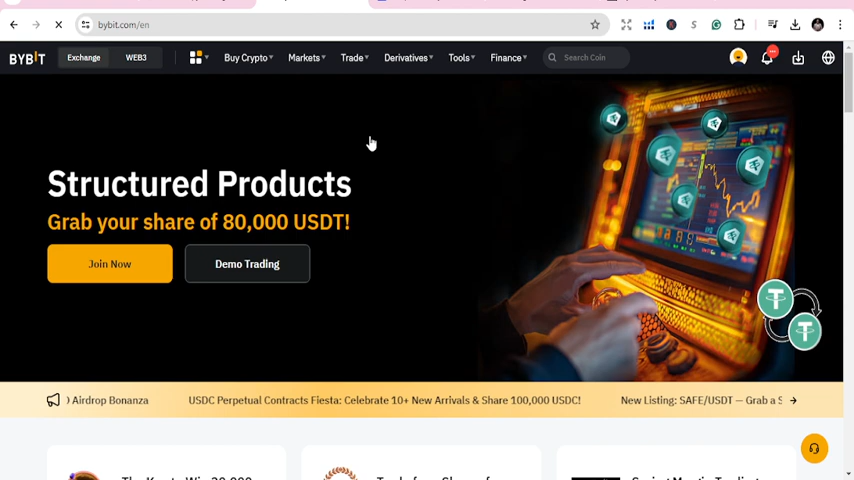 bybit.com/en
BYBIT
Exchange
WEB3
Buy Crypto
Markets
Trade
Derivatives
Tools
Finance
Search Coin
Structured Products
Grab your share of 80,000 USDT!
Join Now
Demo Trading
Airdrop Bonanza
USDC Perpetual Contracts Fiesta: Celebrate 10+ New Arrivals & Share 100,000 USDC!
New Listing: SAFE/USDT — Grab a